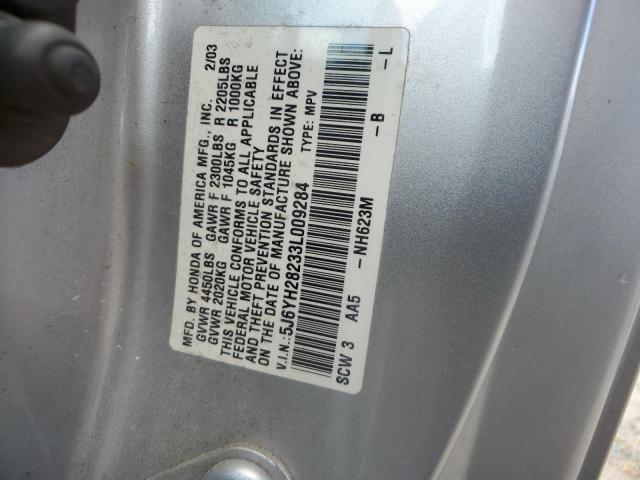 MFD. BY HONDA OF AMERICA MFG., INC. 2/03
GVWR 4450LBS GAWR F 2300LBS R 2205LBS
GVWR 2020KG GAWR F 1045KG R 1000KG
THIS VEHICLE CONFORMS TO ALL APPLICABLE
FEDERAL MOTOR VEHICLE SAFETY
AND THEFT PREVENTION STANDARDS IN EFFECT
ON THE DATE OF MANUFACTURE SHOWN ABOVE:
V.I.N.: 5J6YH28233L009284 TYPE: MPV
SCW 3 AA5 -NH623M -B -L